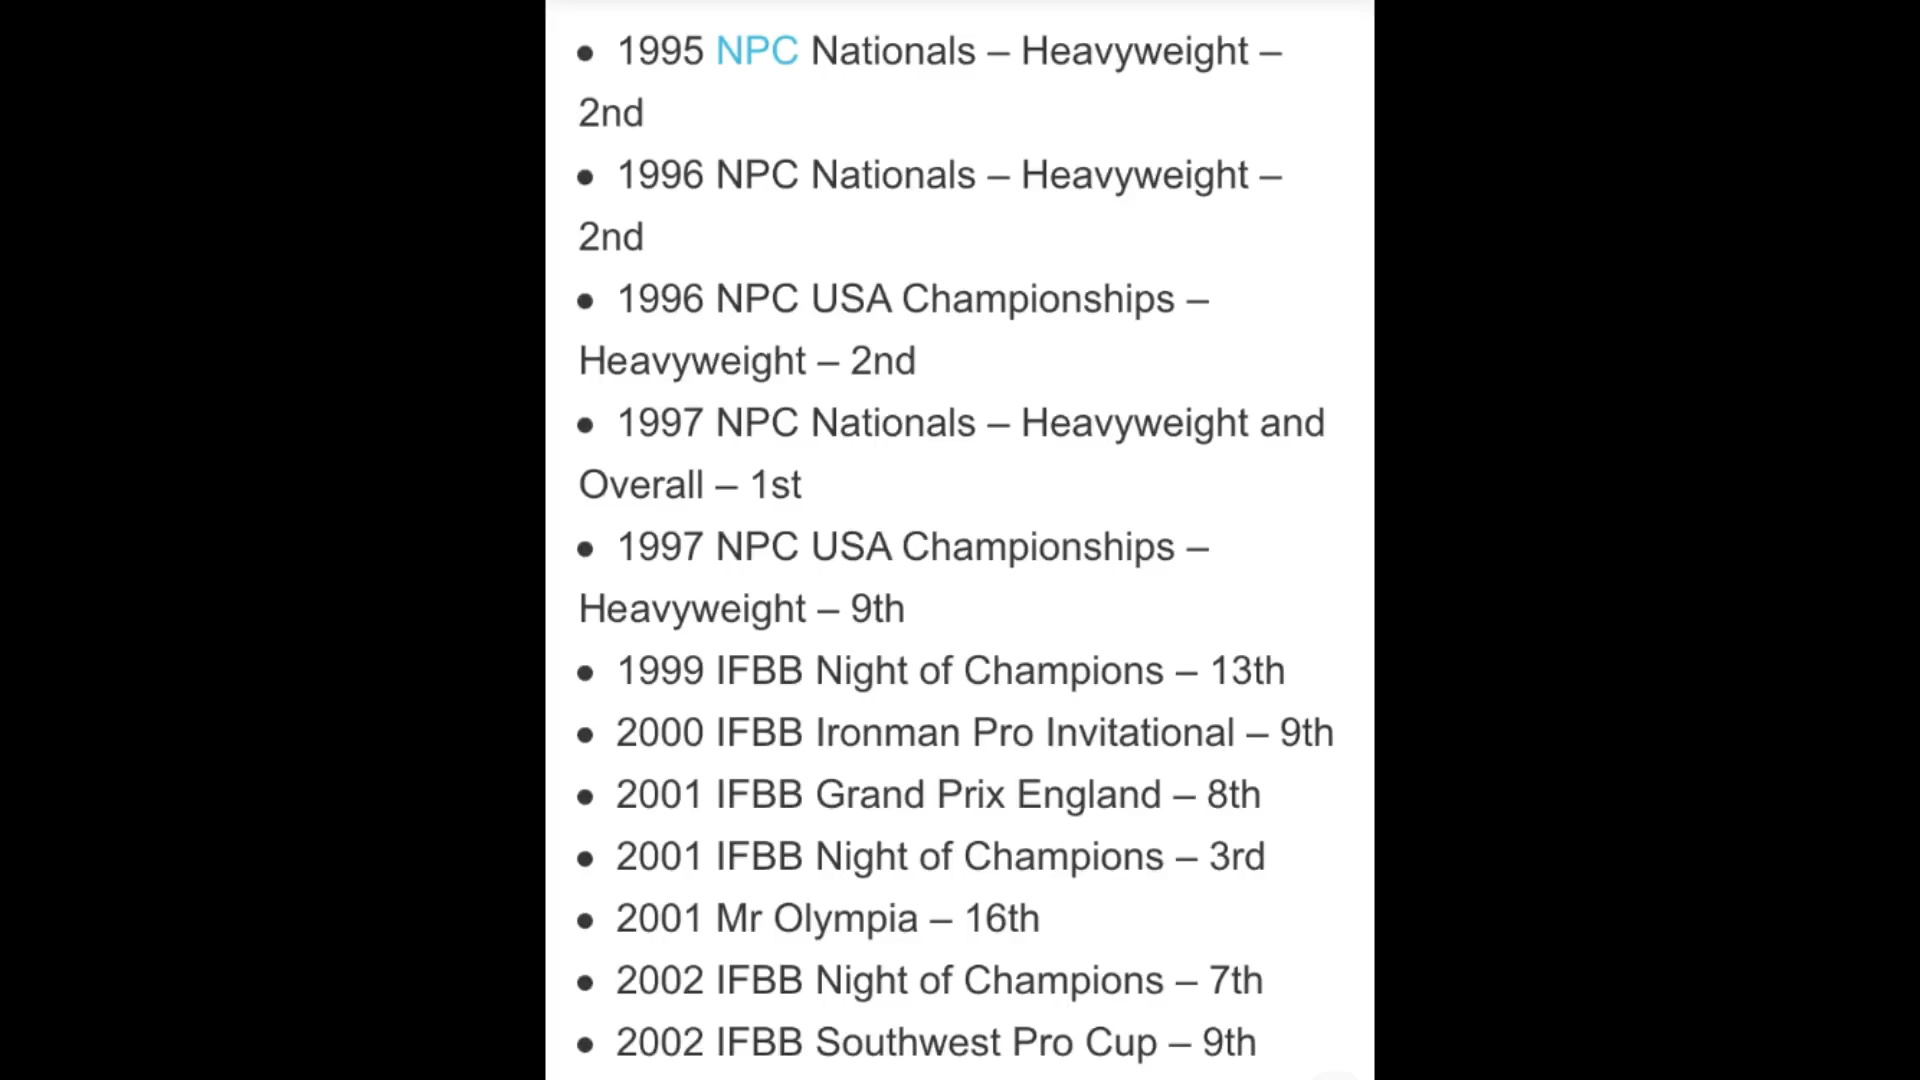 • 1995 NPC Nationals – Heavyweight –
2nd
• 1996 NPC Nationals – Heavyweight –
2nd
• 1996 NPC USA Championships –
Heavyweight – 2nd
• 1997 NPC Nationals – Heavyweight and
Overall – 1st
• 1997 NPC USA Championships –
Heavyweight – 9th
• 1999 IFBB Night of Champions – 13th
• 2000 IFBB Ironman Pro Invitational – 9th
• 2001 IFBB Grand Prix England – 8th
• 2001 IFBB Night of Champions – 3rd
• 2001 Mr Olympia – 16th
• 2002 IFBB Night of Champions – 7th
• 2002 IFBB Southwest Pro Cup – 9th